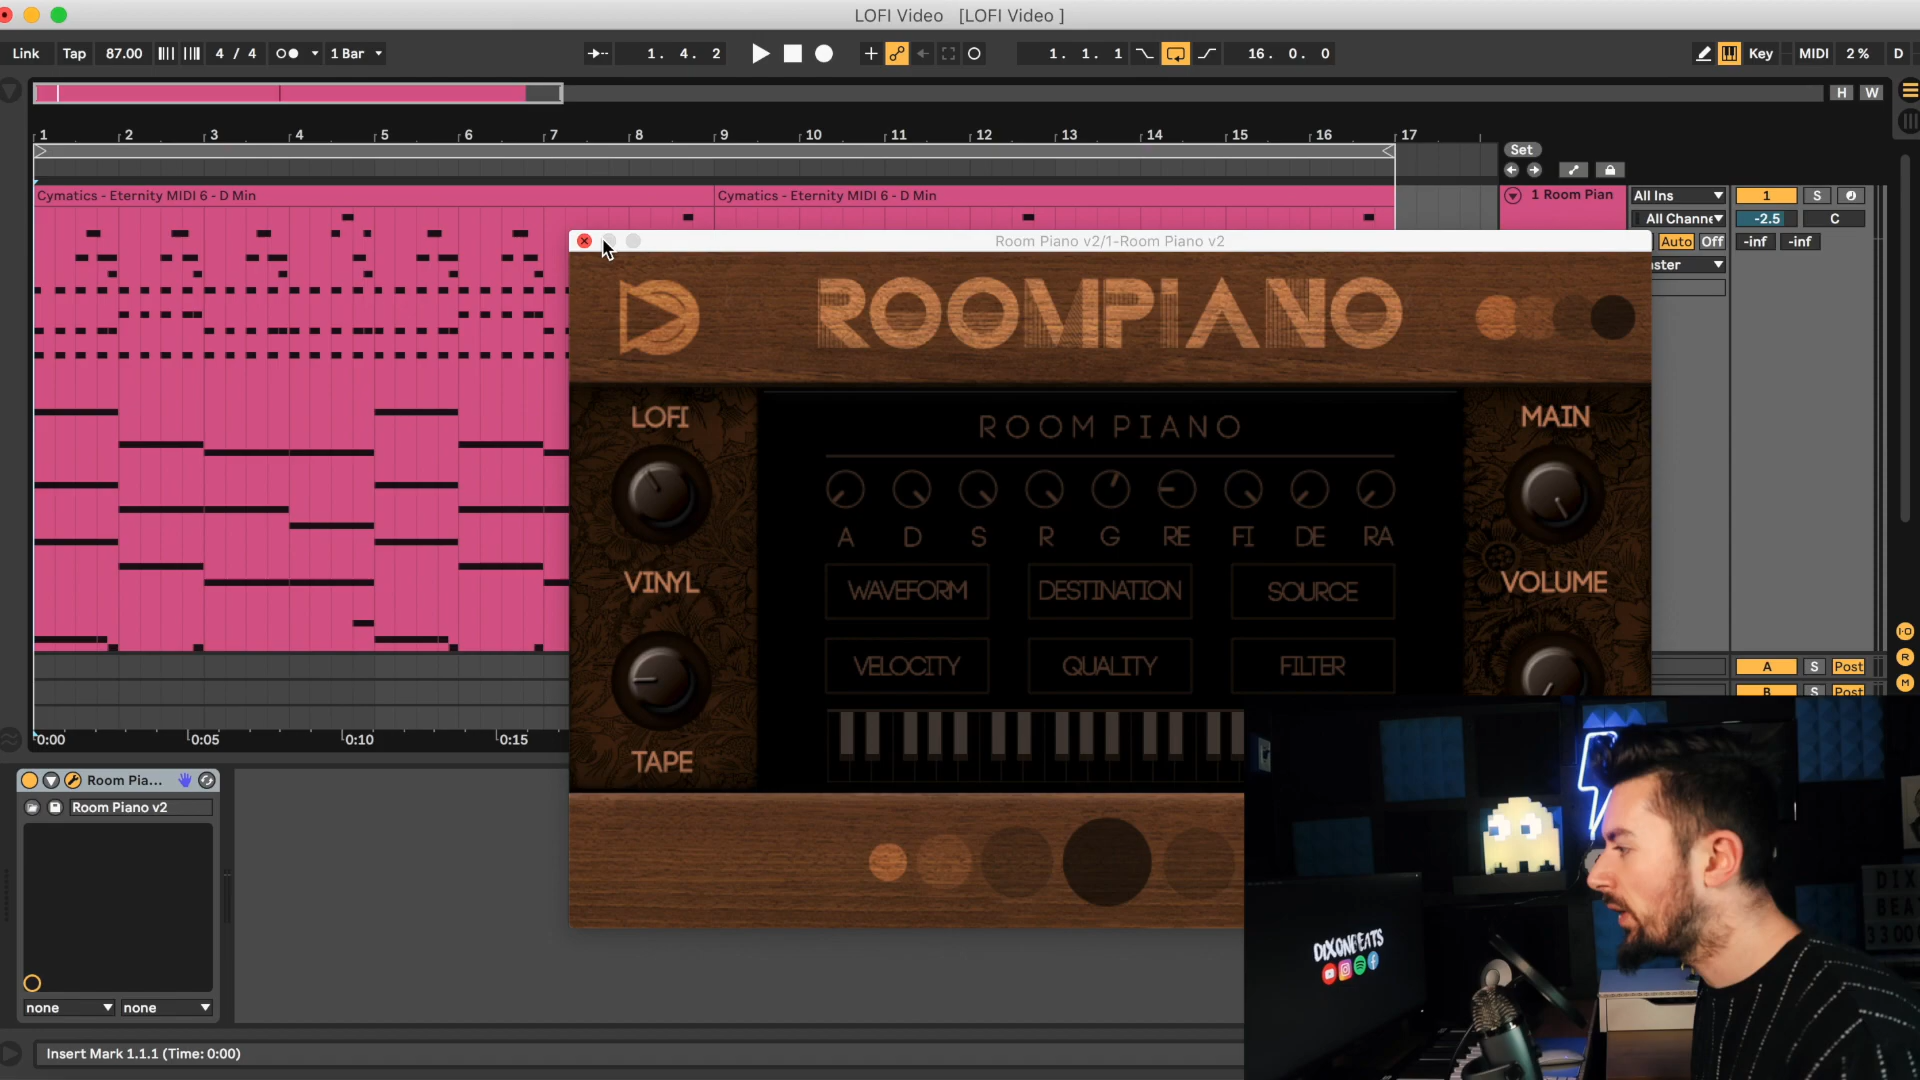 LOFI Video [LOFI Video ]
Link Tap 87.00 4 / 4 1 Bar 1. 4. 2 1. 1. 1 16. 0. 0 Key MIDI 2 % D
H W
1 2 3 4 5 6 7 8 9 10 11 12 13 14 15 16 17
Set
Cymatics - Eternity MIDI 6 - D Min Cymatics - Eternity MIDI 6 - D Min 1 Room Pian All Ins 1 S
All Channe -2.5 C
Room Piano v2/1-Room Piano v2 Auto Off -inf -inf
ster
ROOMPIANO
LOFI ROOM PIANO MAIN
A D S R G RE FI DE RA
VINYL WAVEFORM DESTINATION SOURCE VOLUME
VELOCITY QUALITY FILTER
A S Post
B S Post
I·O
R
M
0:00 0:05 0:10 0:15
TAPE
Room Pia...
Room Piano v2
DIXONBEATS
DIX
BEA
3300
none none
Insert Mark 1.1.1 (Time: 0:00)